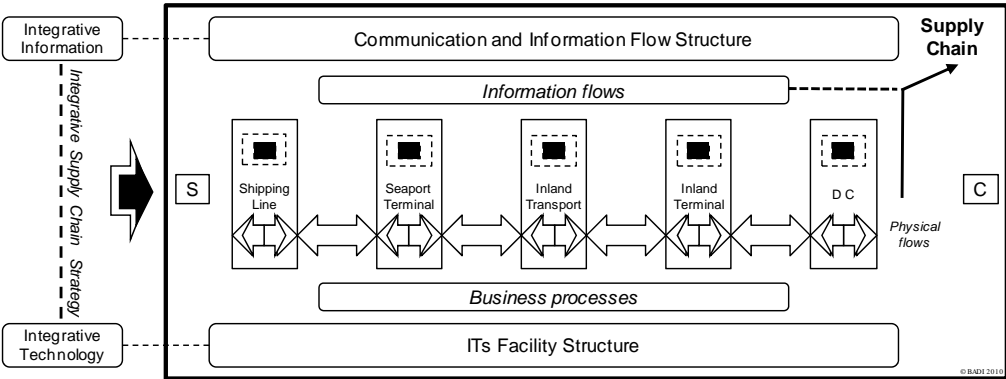 Integrative
Information
Communication and Information Flow Structure
Supply
Chain
Information flows
Integrative Supply Chain Strategy
S
Shipping
Line
Seaport
Terminal
Inland
Transport
Inland
Terminal
D C
C
Physical
flows
Business processes
Integrative
Technology
ITs Facility Structure
© BADI 2010